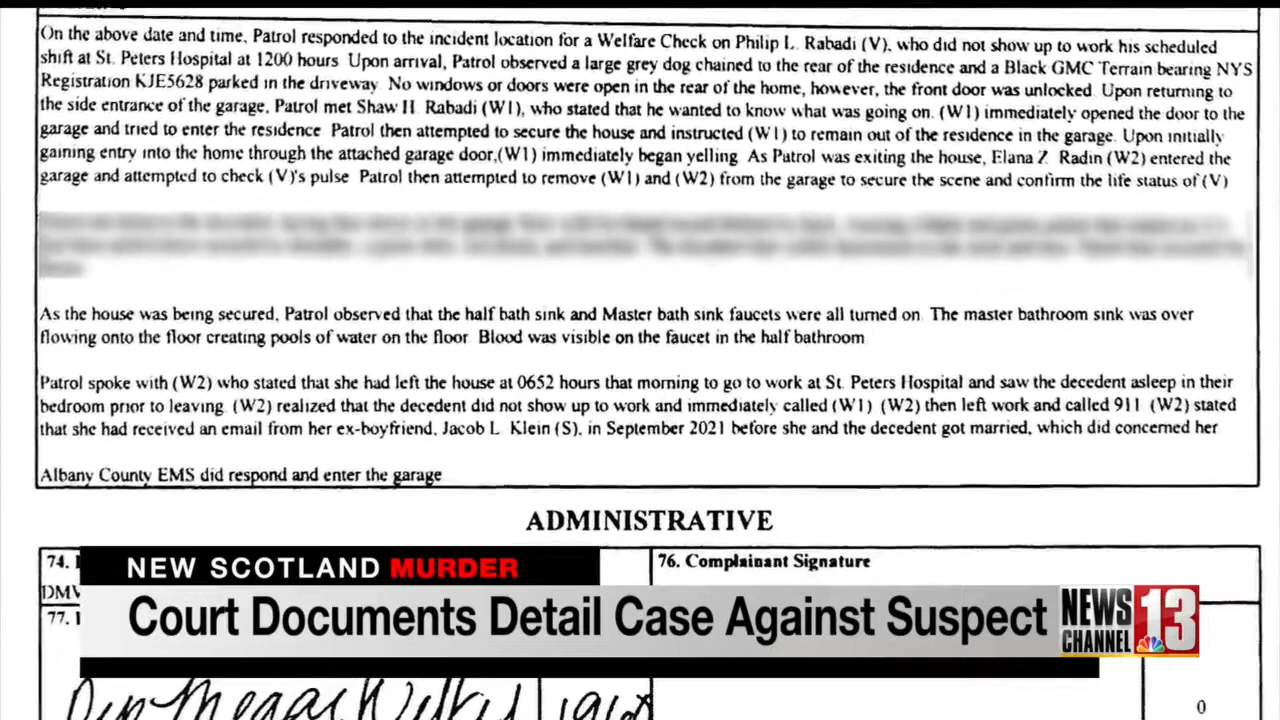 On the above date and time, Patrol responded to the incident location for a Welfare Check on Philip L. Rabadi (V), who did not show up to work his scheduled
shift at St. Peters Hospital at 1200 hours Upon arrival, Patrol observed a large grey dog chained to the rear of the residence and a Black GMC Terrain bearing NYS
Registration KJE5628 parked in the driveway. No windows or doors were open in the rear of the home, however, the front door was unlocked. Upon returning to
the side entrance of the garage, Patrol met Shaw H. Rabadi (W1), who stated that he wanted to know what was going on. (W1) immediately opened the door to the
garage and tried to enter the residence Patrol then attempted to secure the house and instructed (W1) to remain out of the residence in the garage. Upon initially
gaining entry into the home through the attached garage door,(W1) immediately began yelling As Patrol was exiting the house, Elana Z. Radin (W2) entered the
garage and attempted to check (V)'s pulse Patrol then attempted to remove (W1) and (W2) from the garage to secure the scene and confirm the life status of (V)
As the house was being secured, Patrol observed that the half bath sink and Master bath sink faucets were all turned on The master bathroom sink was over
flowing onto the floor creating pools of water on the floor Blood was visible on the faucet in the half bathroom
Patrol spoke with (W2) who stated that she had left the house at 0652 hours that morning to go to work at St. Peters Hospital and saw the decedent asleep in their
bedroom prior to leaving (W2) realized that the decedent did not show up to work and immediately called (W1) (W2) then left work and called 911 (W2) stated
that she had received an email from her ex-boyfriend, Jacob L Klein (S), in September 2021 before she and the decedent got married, which did concerned her
Albany County EMS did respond and enter the garage
ADMINISTRATIVE
74.
76. Complainant Signature
DMV
77.
NEW SCOTLAND MURDER
Court Documents Detail Case Against Suspect
NEWS CHANNEL 13
0